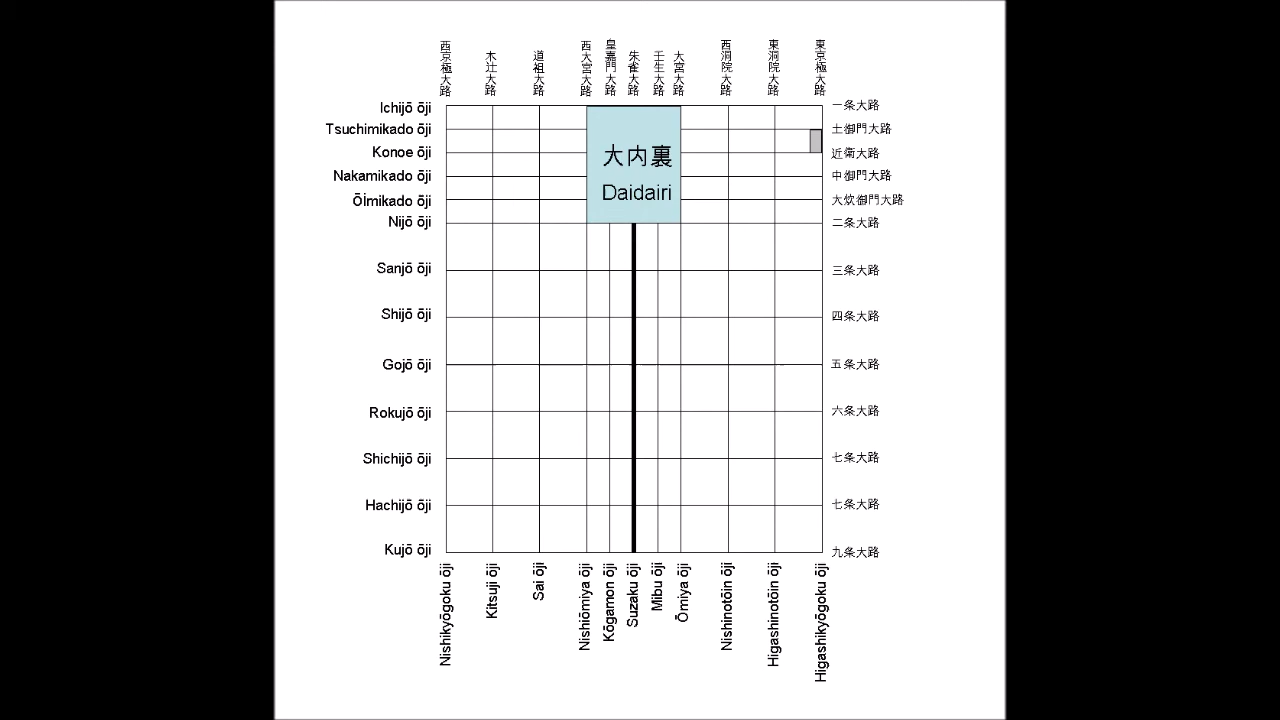 西京極大路
木辻大路
道祖大路
西大宮大路
皇嘉門大路
朱雀大路
壬生大路
大宮大路
西洞院大路
東洞院大路
東京極大路
Ichijō ōji 一条大路
Tsuchimikado ōji 土御門大路
Konoe ōji 近衛大路
Nakamikado ōji 中御門大路
Ōimikado ōji 大炊御門大路
Nijō ōji 二条大路
Sanjō ōji 三条大路
Shijō ōji 四条大路
Gojō ōji 五条大路
Rokujō ōji 六条大路
Shichijō ōji 七条大路
Hachijō ōji 七条大路
Kujō ōji 九条大路
大内裏
Daidairi
Nishikyōgoku ōji
Kitsuji ōji
Sai ōji
Nishiōmiya ōji
Kōgamon ōji
Suzaku ōji
Mibu ōji
Ōmiya ōji
Nishinotōin ōji
Higashinotōin ōji
Higashikyōgoku ōji